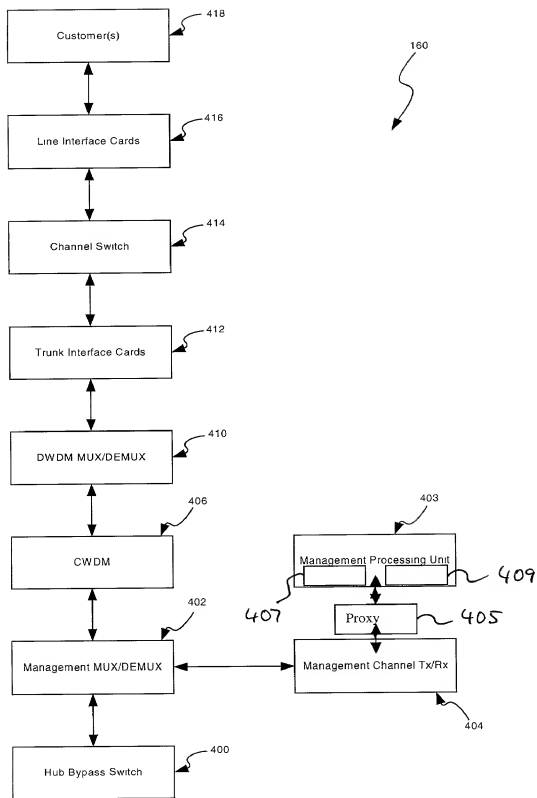 418
Customer(s)
160
416
Line Interface Cards
414
Channel Switch
412
Trunk Interface Cards
410
DWDM MUX/DEMUX
406
403
CWDM
Management Processing Unit
407
409
402
Proxy
405
Management MUX/DEMUX
Management Channel Tx/Rx
404
400
Hub Bypass Switch